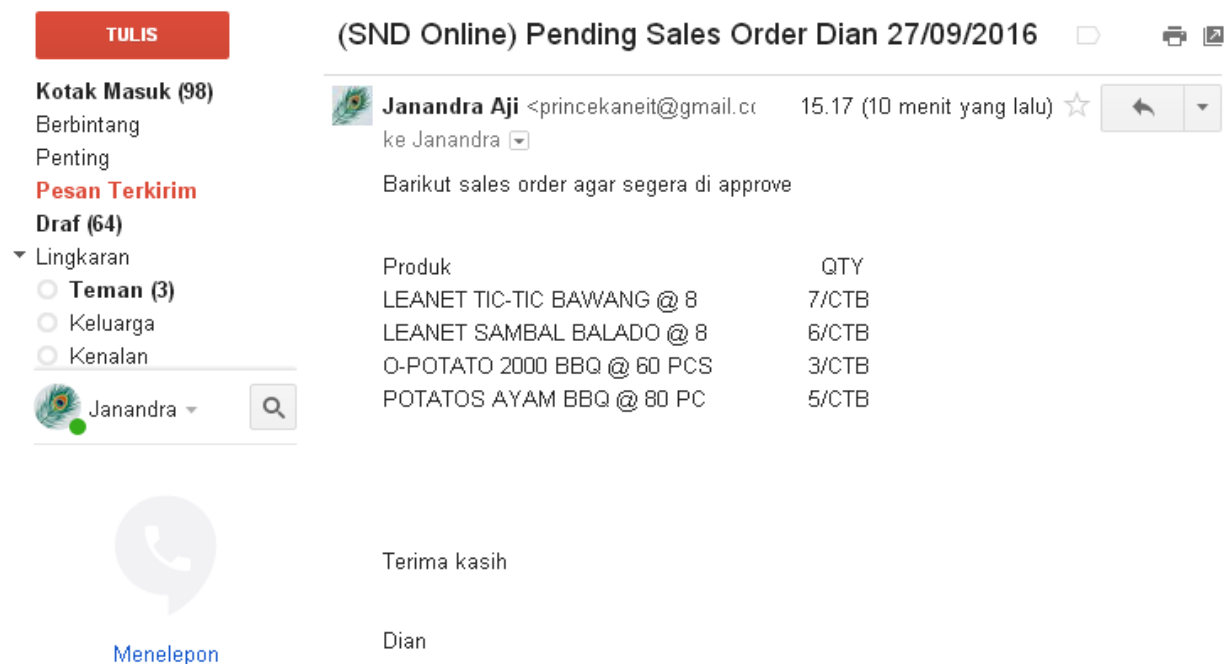 TULIS
Kotak Masuk (98)
Berbintang
Penting
Pesan Terkirim
Draf (64)
Lingkaran
Teman (3)
Keluarga
Kenalan
Janandra
Menelepon
(SND Online) Pending Sales Order Dian 27/09/2016
Janandra Aji <princekaneit@gmail.cc 15.17 (10 menit yang lalu)
ke Janandra
Barikut sales order agar segera di approve
Produk QTY
LEANET TIC-TIC BAWANG @ 8 7/CTB
LEANET SAMBAL BALADO @ 8 6/CTB
O-POTATO 2000 BBQ @ 60 PCS 3/CTB
POTATOS AYAM BBQ @ 80 PC 5/CTB
Terima kasih
Dian